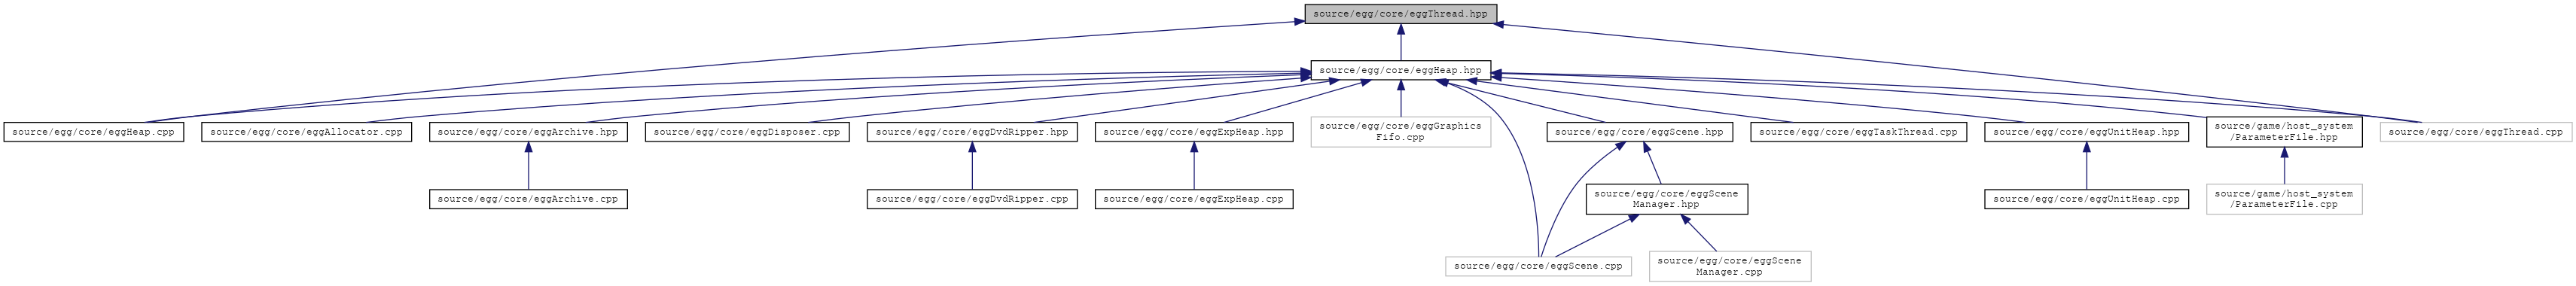 source/egg/core/eggThread.hpp
source/egg/core/eggHeap.hpp
source/egg/core/eggHeap.cpp
source/egg/core/eggAllocator.cpp
source/egg/core/eggArchive.hpp
source/egg/core/eggDisposer.cpp
source/egg/core/eggDvdRipper.hpp
source/egg/core/eggExpHeap.hpp
source/egg/core/eggGraphics
Fifo.cpp
source/egg/core/eggScene.hpp
source/egg/core/eggTaskThread.cpp
source/egg/core/eggUnitHeap.hpp
source/game/host_system
/ParameterFile.hpp
source/egg/core/eggThread.cpp
source/egg/core/eggArchive.cpp
source/egg/core/eggDvdRipper.cpp
source/egg/core/eggExpHeap.cpp
source/egg/core/eggScene
Manager.hpp
source/egg/core/eggUnitHeap.cpp
source/game/host_system
/ParameterFile.cpp
source/egg/core/eggScene.cpp
source/egg/core/eggScene
Manager.cpp